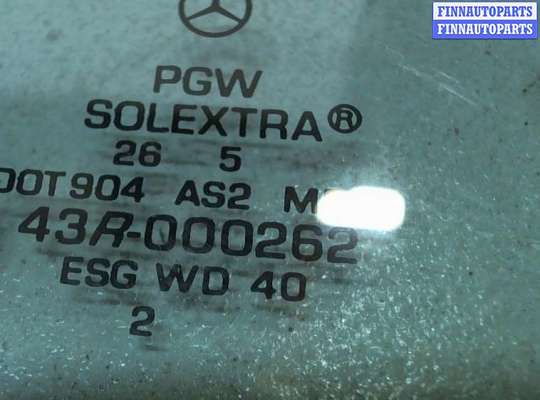 FINNAUTOPARTS
FINNAUTOPARTS
PGW
SOLEXTRA®
26 5
DOT904 AS2
43R-000262
ESG WD 40
2